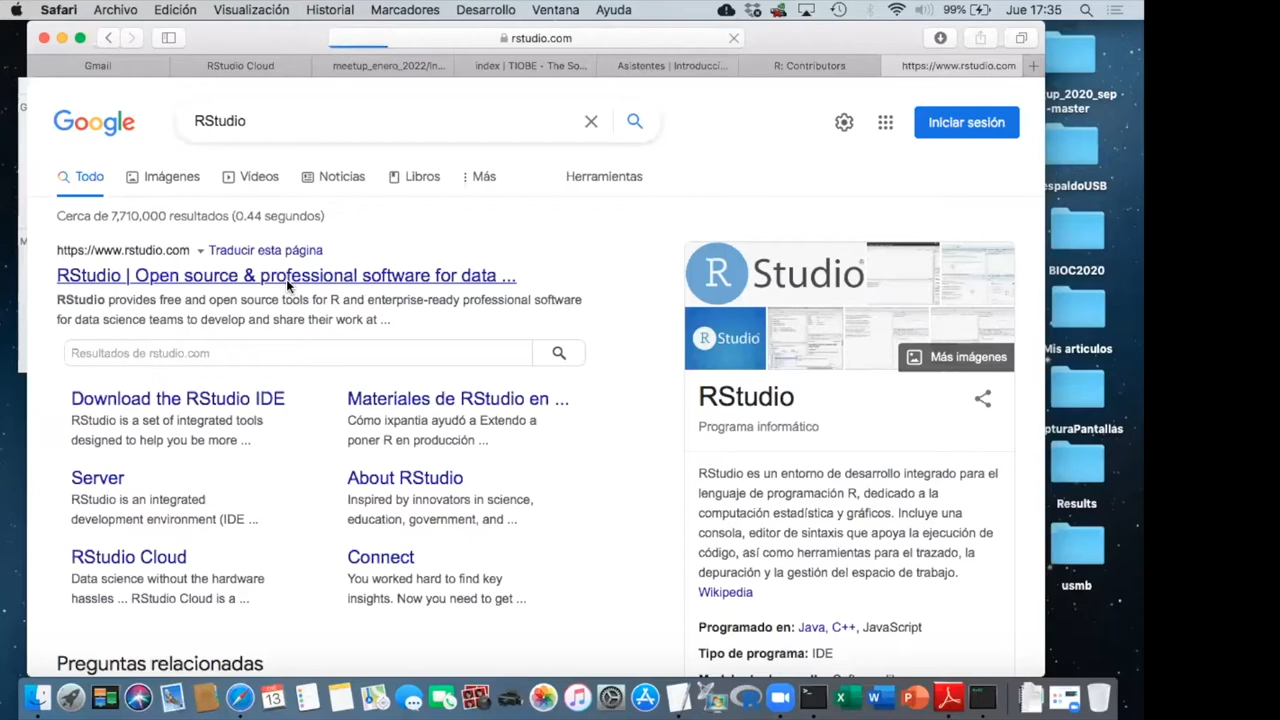 Safari Archivo Edición Visualización Historial Marcadores Desarrollo Ventana Ayuda 99% Jue 17:35
rstudio.com
Gmail RStudio Cloud meetup_enero_2022/In... index | TIOBE - The So... Asistentes | Introducci... R: Contributors https://www.rstudio.com
Google RStudio Iniciar sesión
Todo Imágenes Videos Noticias Libros Más Herramientas
Cerca de 7,710,000 resultados (0.44 segundos)
https://www.rstudio.com Traducir esta página
RStudio | Open source & professional software for data ...
RStudio provides free and open source tools for R and enterprise-ready professional software
for data science teams to develop and share their work at ...
Resultados de rstudio.com
Download the RStudio IDE
RStudio is a set of integrated tools
designed to help you be more ...
Materiales de RStudio en ...
Cómo ixpantia ayudó a Extendo a
poner R en producción ...
Server
RStudio is an integrated
development environment (IDE ...
About RStudio
Inspired by innovators in science,
education, government, and ...
RStudio Cloud
Data science without the hardware
hassles ... RStudio Cloud is a ...
Connect
You worked hard to find key
insights. Now you need to get ...
Preguntas relacionadas
R Studio
R Studio
Más imágenes
RStudio
Programa informático
RStudio es un entorno de desarrollo integrado para el
lenguaje de programación R, dedicado a la
computación estadística y gráficos. Incluye una
consola, editor de sintaxis que apoya la ejecución de
código, así como herramientas para el trazado, la
depuración y la gestión del espacio de trabajo.
Wikipedia
Programado en: Java, C++, JavaScript
Tipo de programa: IDE
up_2020_sep
-master
espaldoUSB
BIOC2020
Mis articulos
pturaPantallas
Results
usmb